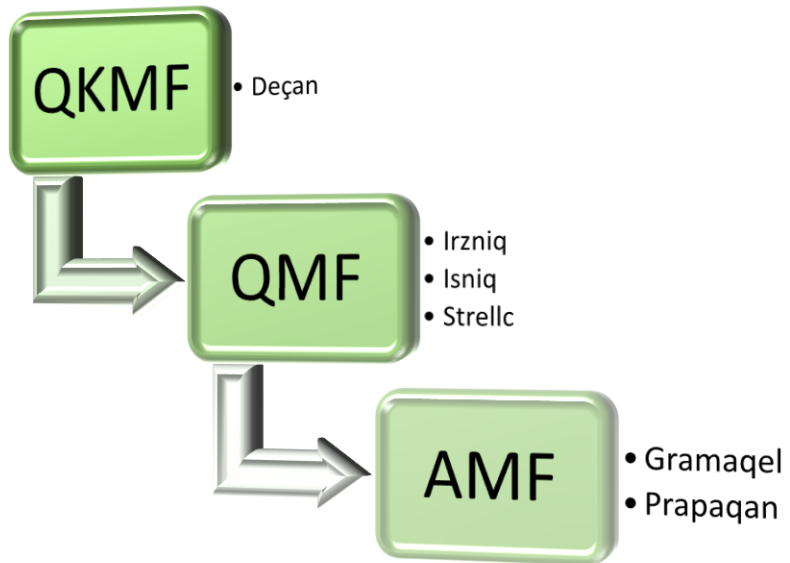 QKMF
• Deçan
QMF
• Irzniq
• Isniq
• Strellc
AMF
• Gramaqel
• Prapaqan